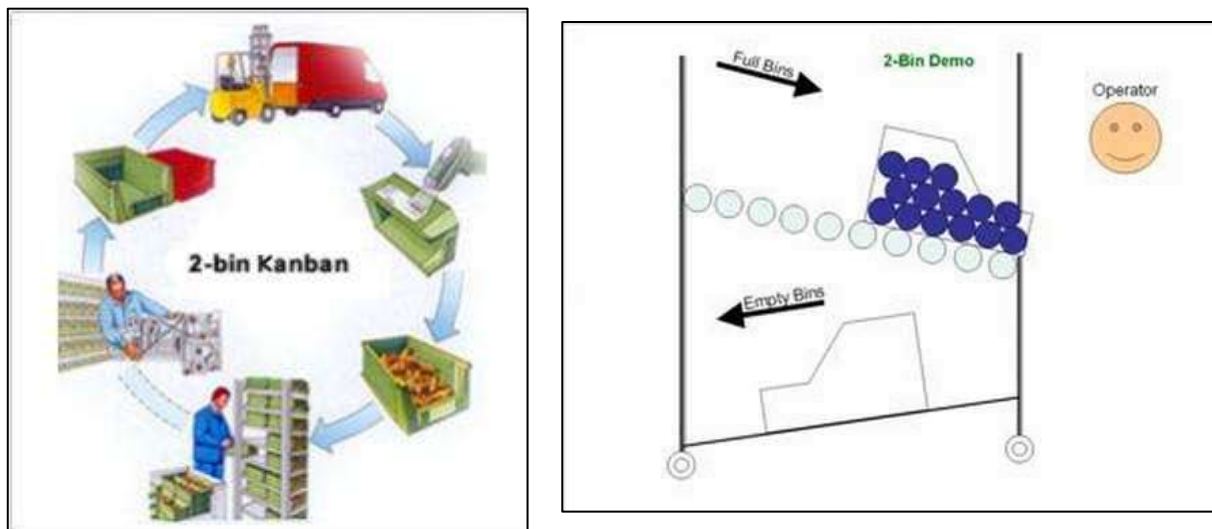 2-bin Kanban
Full Bins
2-Bin Demo
Operator
Empty Bins